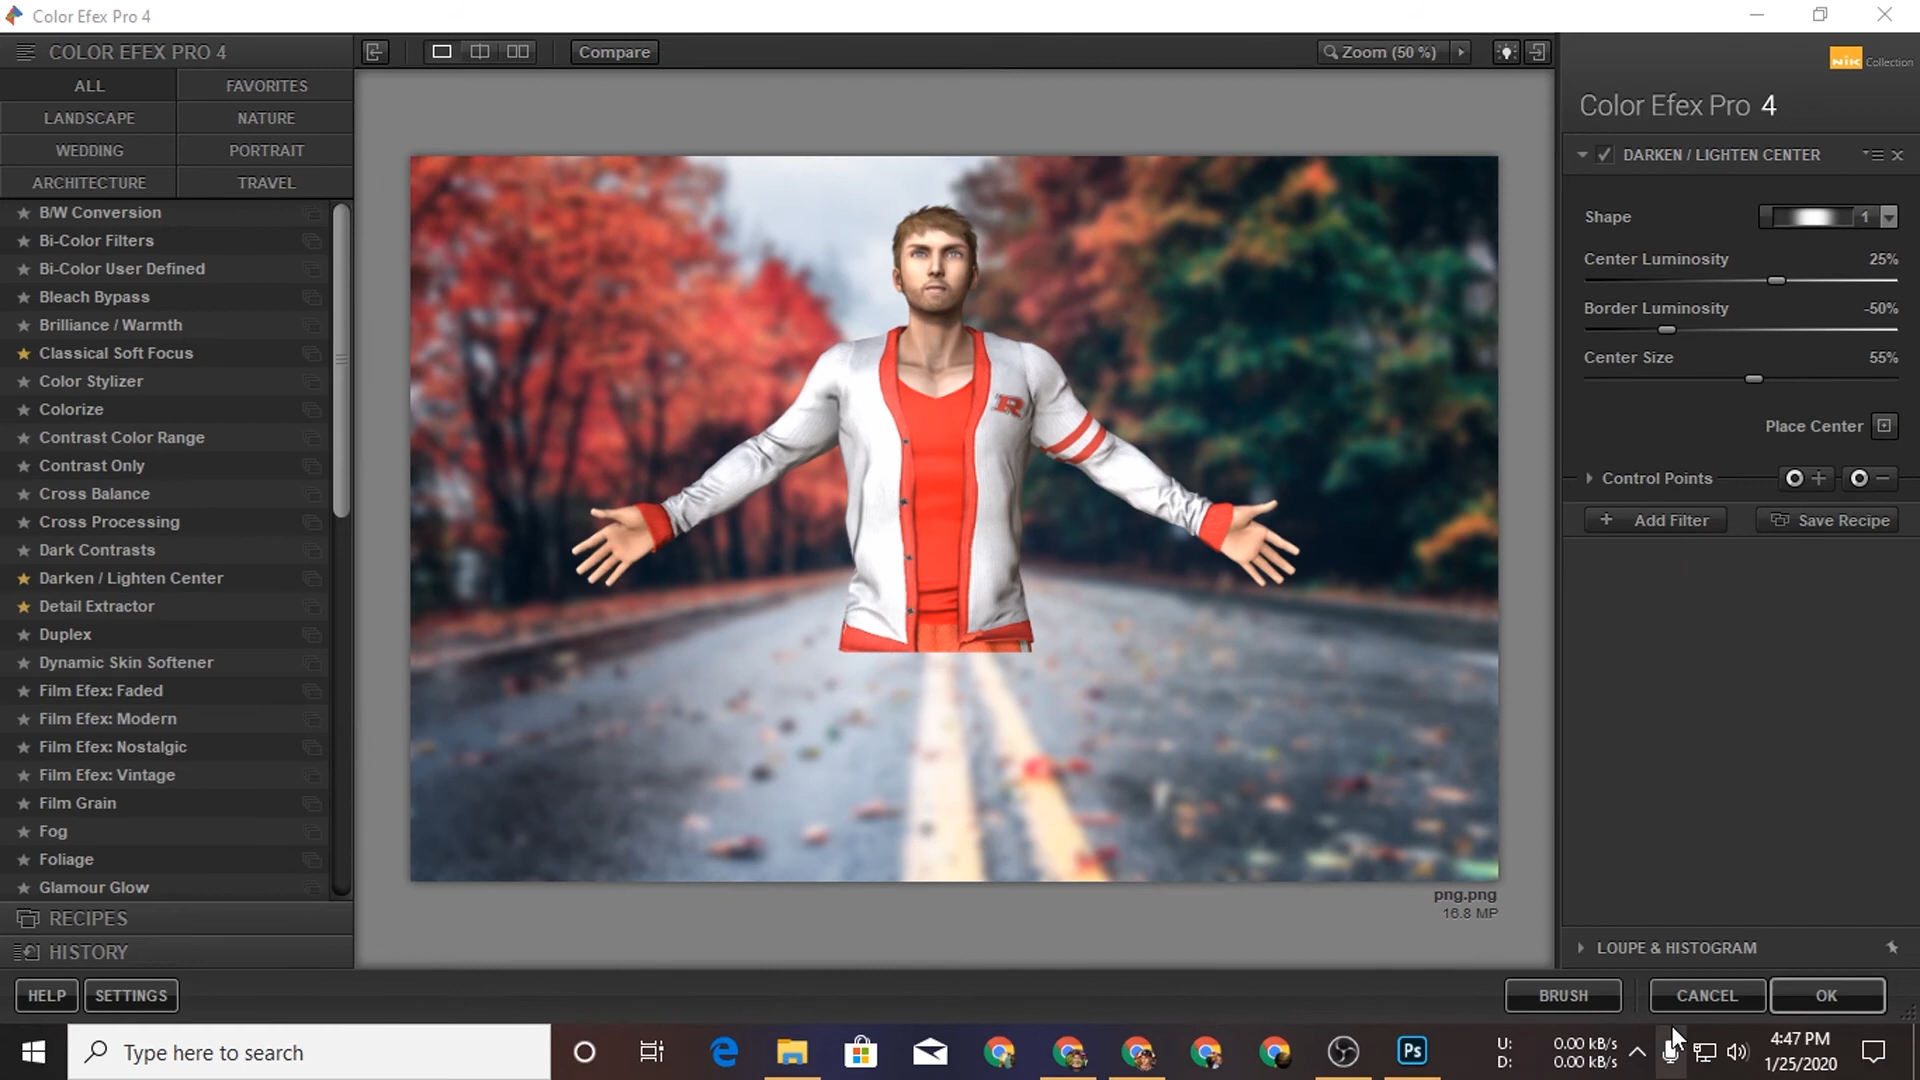 Color Efex Pro 4
COLOR EFEX PRO 4
Compare
Zoom (50 %)
Nik Collection
ALL
FAVORITES
LANDSCAPE
NATURE
WEDDING
PORTRAIT
ARCHITECTURE
TRAVEL
B/W Conversion
Bi-Color Filters
Bi-Color User Defined
Bleach Bypass
Brilliance / Warmth
Classical Soft Focus
Color Stylizer
Colorize
Contrast Color Range
Contrast Only
Cross Balance
Cross Processing
Dark Contrasts
Darken / Lighten Center
Detail Extractor
Duplex
Dynamic Skin Softener
Film Efex: Faded
Film Efex: Modern
Film Efex: Nostalgic
Film Efex: Vintage
Film Grain
Fog
Foliage
Glamour Glow
RECIPES
HISTORY
HELP
SETTINGS
R
png.png
16.8 MP
Color Efex Pro 4
DARKEN / LIGHTEN CENTER
Shape 1
Center Luminosity 25%
Border Luminosity -50%
Center Size 55%
Place Center
Control Points
Add Filter
Save Recipe
LOUPE & HISTOGRAM
BRUSH
CANCEL
OK
Type here to search
Ps
U: 0.00 kB/s
D: 0.00 kB/s
4:47 PM
1/25/2020